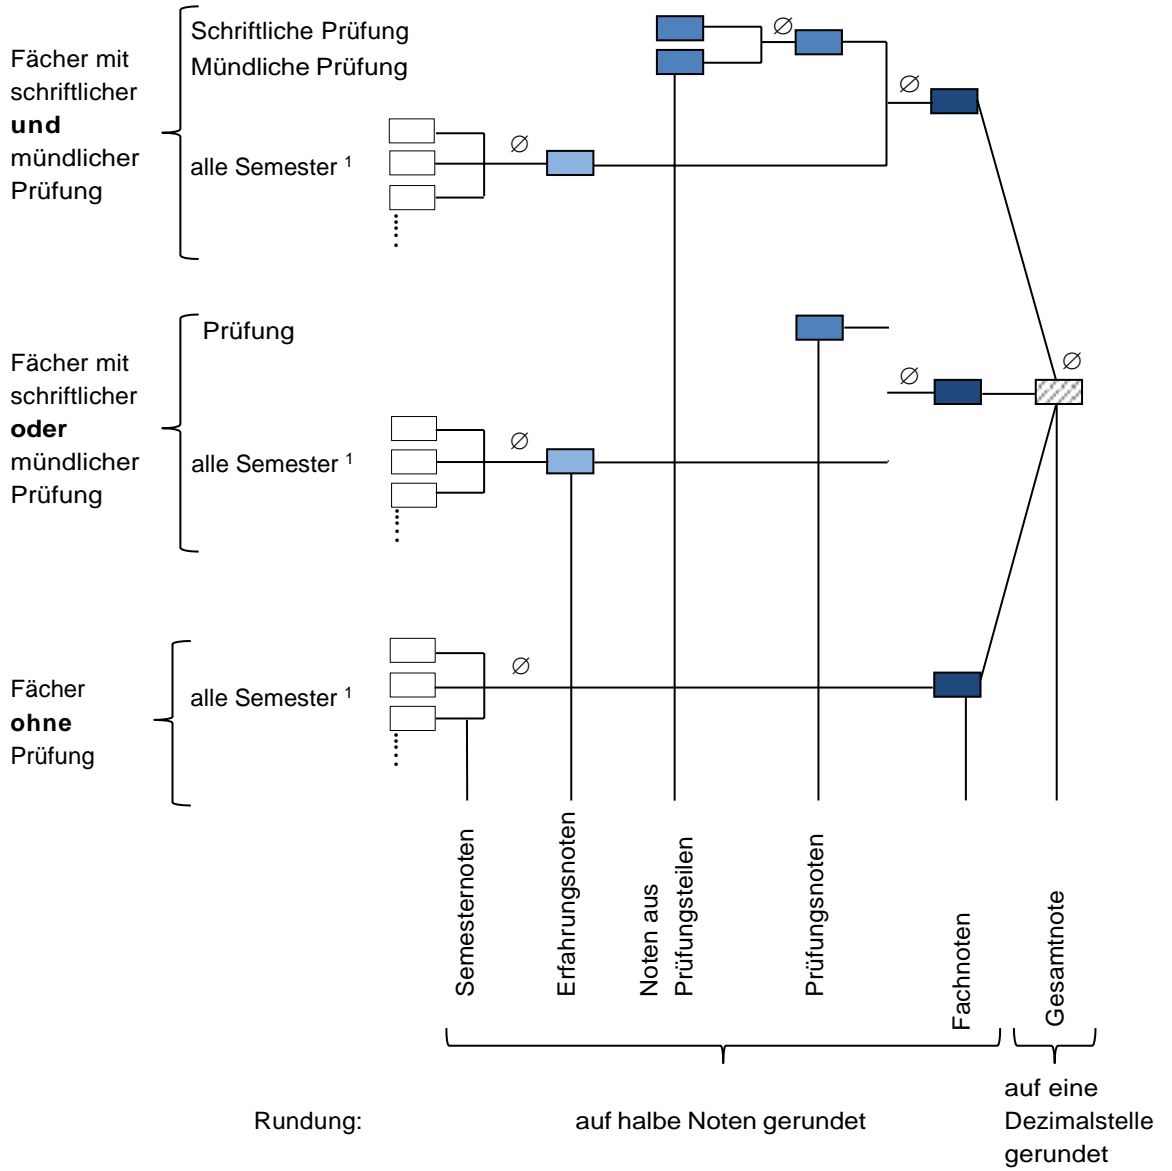 Fächer mit
schriftlicher
und
mündlicher
Prüfung
Schriftliche Prüfung
Mündliche Prüfung
alle Semester 1
∅
∅
∅
Fächer mit
schriftlicher
oder
mündlicher
Prüfung
Prüfung
alle Semester 1
∅
∅
∅
Fächer
ohne
Prüfung
alle Semester 1
∅
Semesternoten
Erfahrungsnoten
Noten aus
Prüfungsteilen
Prüfungsnoten
Fachnoten
Gesamtnote
Rundung:
auf halbe Noten gerundet
auf eine
Dezimalstelle
gerundet